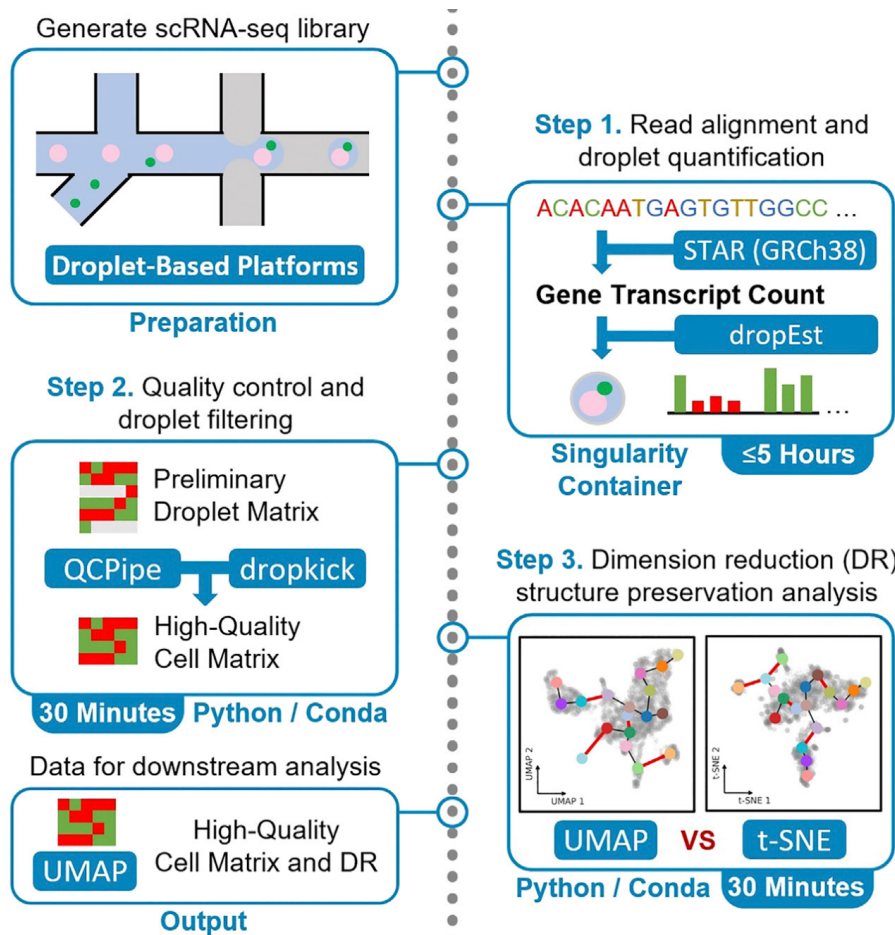 Generate scRNA-seq library
Droplet-Based Platforms
Preparation
Step 1. Read alignment and
droplet quantification
ACACAATGAGTGTTGGCC ...
STAR (GRCh38)
Gene Transcript Count
dropEst
...
Singularity
Container
≤5 Hours
Step 2. Quality control and
droplet filtering
Preliminary
Droplet Matrix
QCPipe
dropkick
High-Quality
Cell Matrix
30 Minutes
Python / Conda
Step 3. Dimension reduction (DR)
structure preservation analysis
UMAP 2
UMAP 1
t-SNE 2
t-SNE 1
UMAP VS t-SNE
Python / Conda
30 Minutes
Data for downstream analysis
UMAP
High-Quality
Cell Matrix and DR
Output